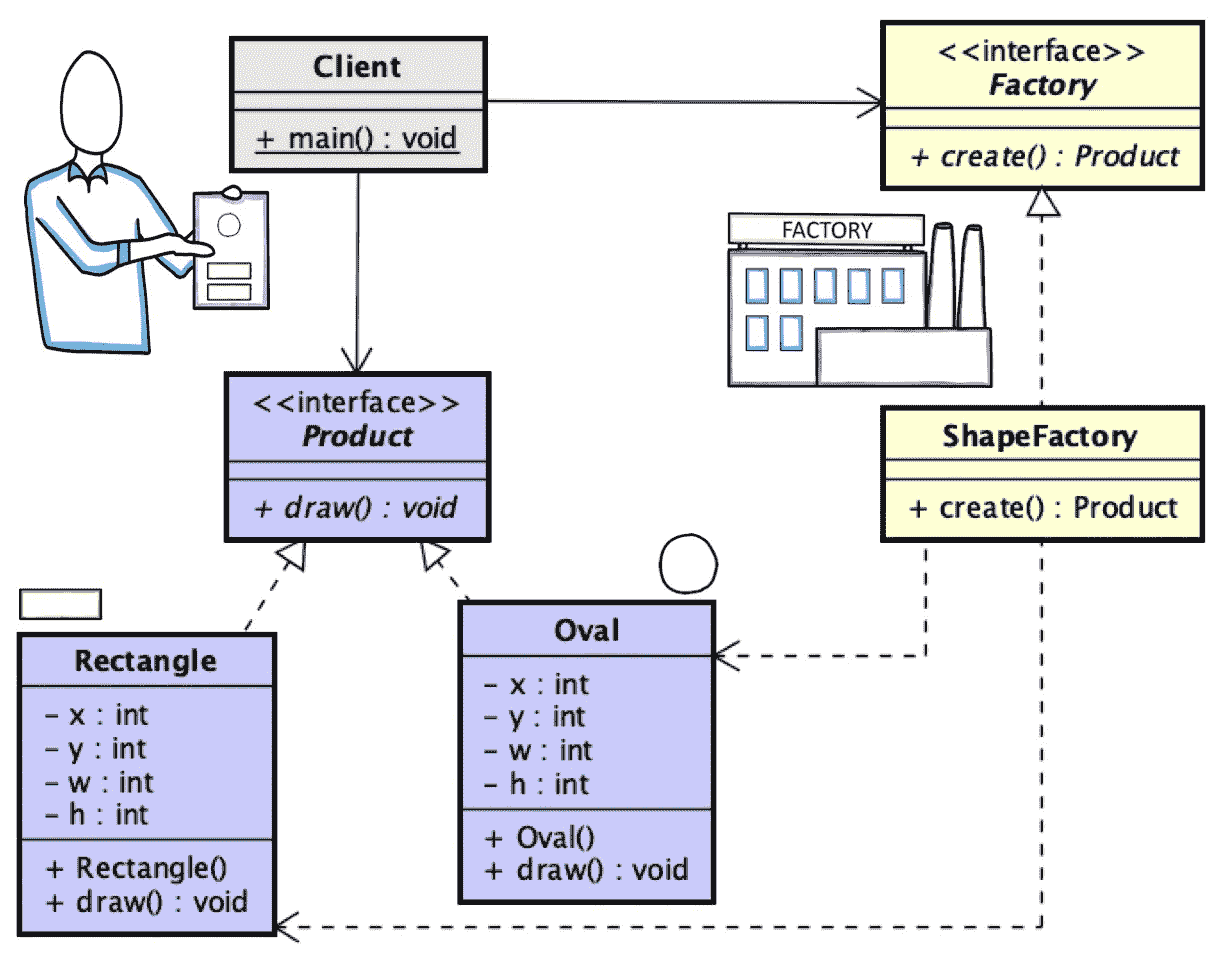 Client
+ main() : void
<<interface>>
Factory
+ create() : Product
FACTORY
<<interface>>
Product
+ draw() : void
ShapeFactory
+ create() : Product
Rectangle
- x : int
- y : int
- w : int
- h : int
+ Rectangle()
+ draw() : void
Oval
- x : int
- y : int
- w : int
- h : int
+ Oval()
+ draw() : void